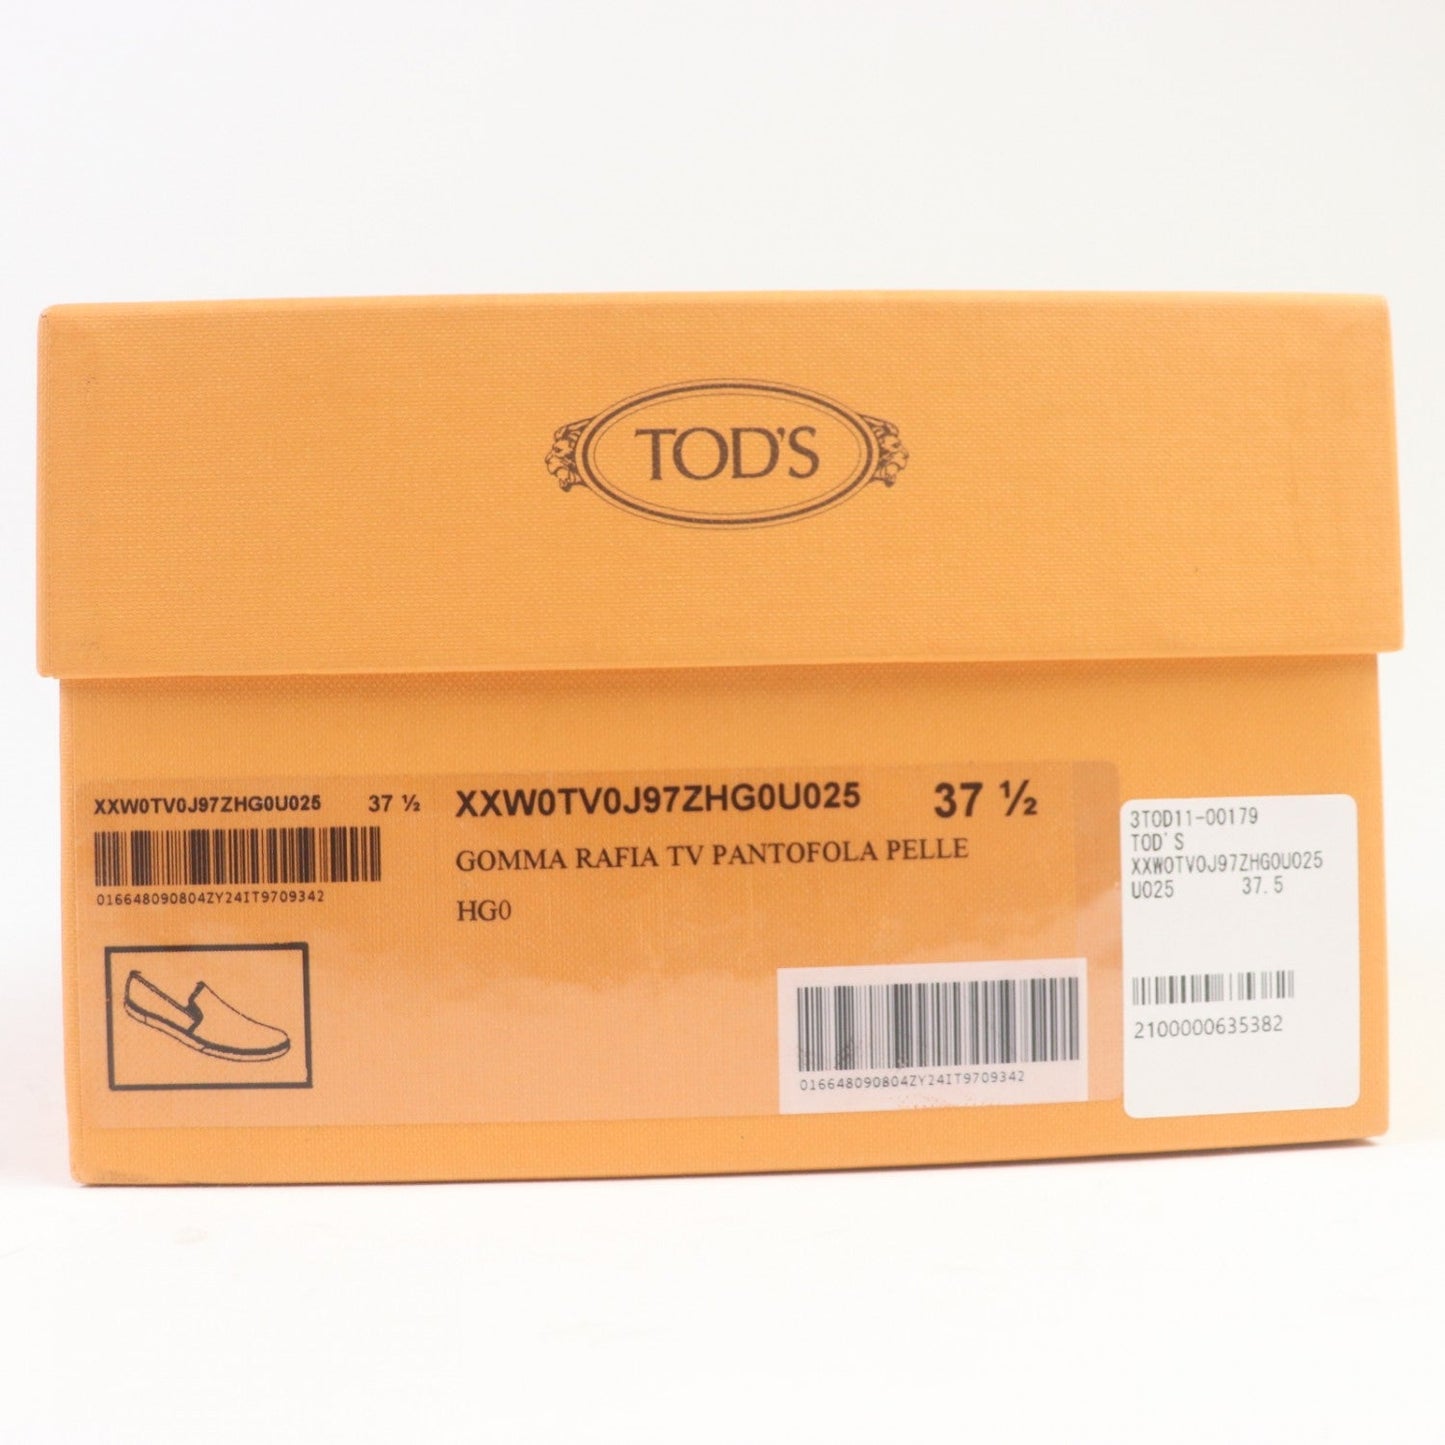 TOD'S
XXW0TV0J97ZHG0U025 37 ½
016648090804ZY24IT9709342
XXW0TV0J97ZHG0U025 37 ½
GOMMA RAFIA TV PANTOFOLA PELLE
HG0
016648090804ZY24IT9709342
3TOD11-00179
TOD'S
XXW0TV0J97ZHG0U025
U025 37.5
2100000635382